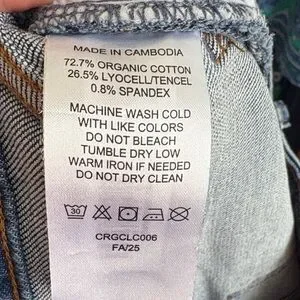 MADE IN CAMBODIA
72.7% ORGANIC COTTON
26.5% LYOCELL/TENCEL
0.8% SPANDEX
MACHINE WASH COLD
WITH LIKE COLORS
DO NOT BLEACH
TUMBLE DRY LOW
WARM IRON IF NEEDED
DO NOT DRY CLEAN
30
CRGCLC006
FA/25